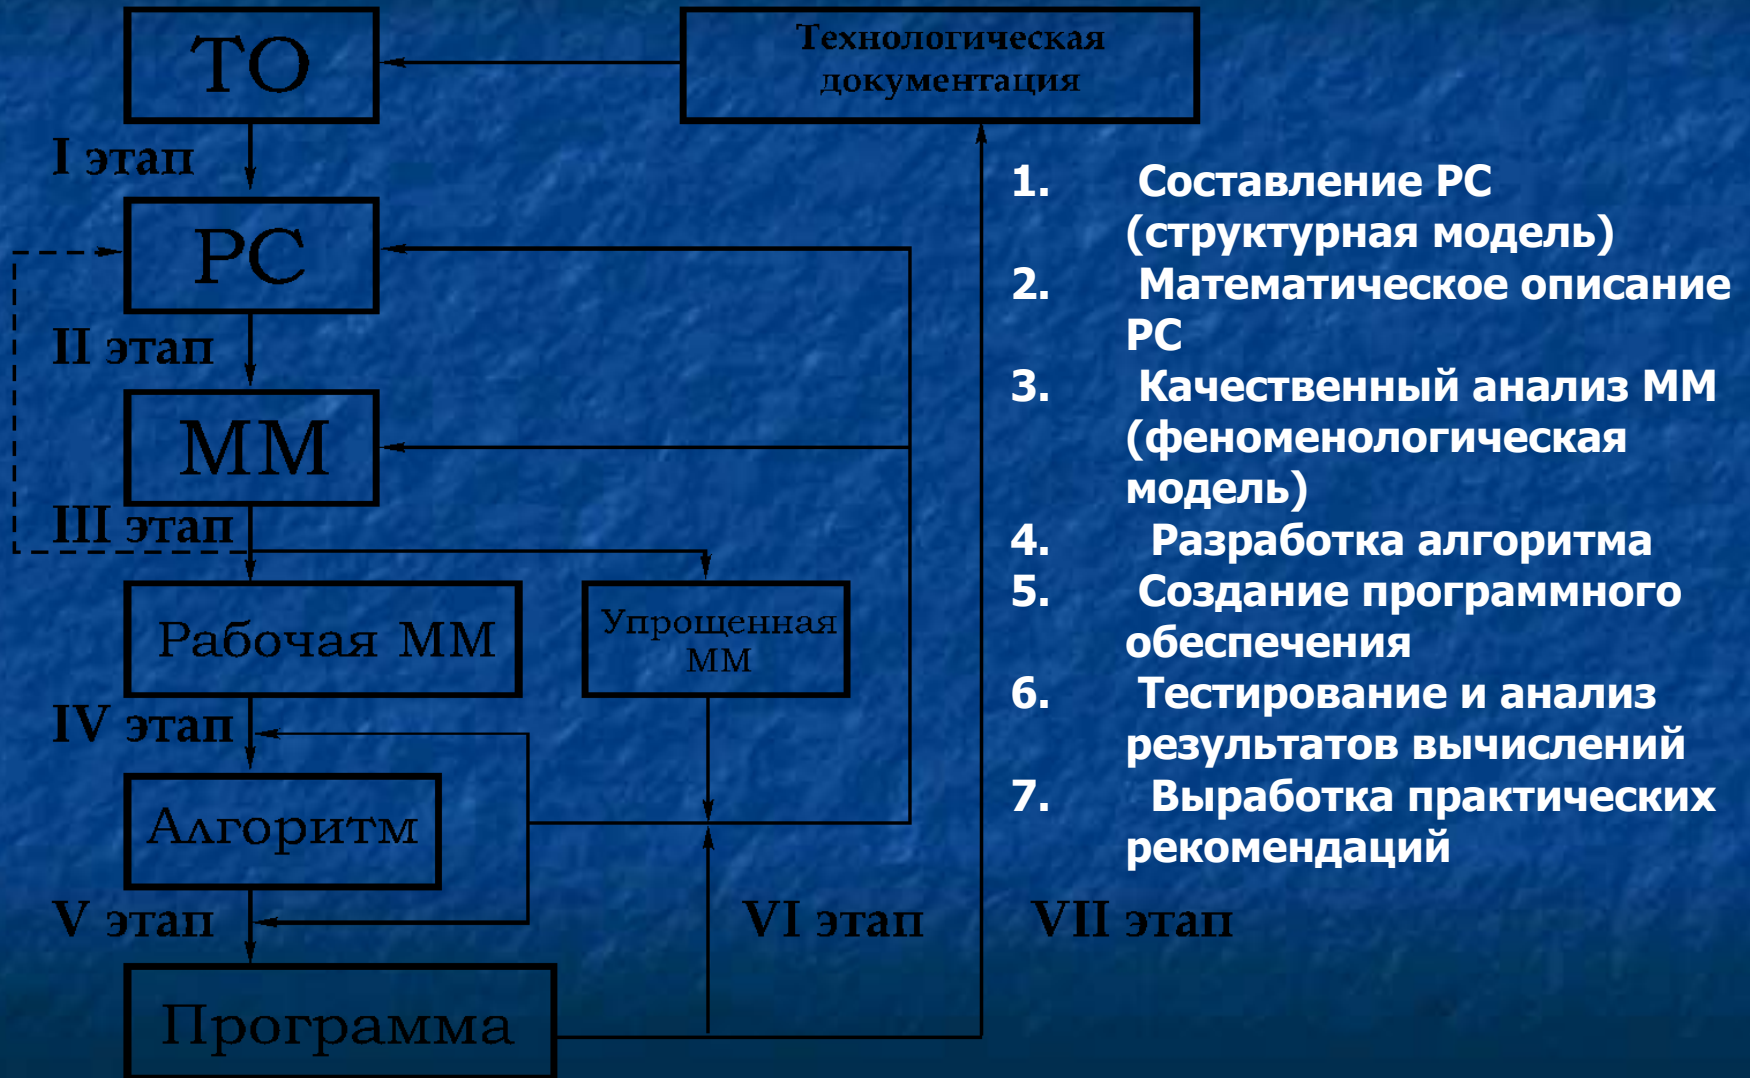 ТО
Технологическая
документация
I этап
РС
II этап
ММ
III этап
Рабочая ММ
Упрощенная
ММ
IV этап
Алгоритм
V этап
VI этап
VII этап
Программа
1. Составление РС
(структурная модель)
2. Математическое описание
РС
3. Качественный анализ ММ
(феноменологическая
модель)
4. Разработка алгоритма
5. Создание программного
обеспечения
6. Тестирование и анализ
результатов вычислений
7. Выработка практических
рекомендаций